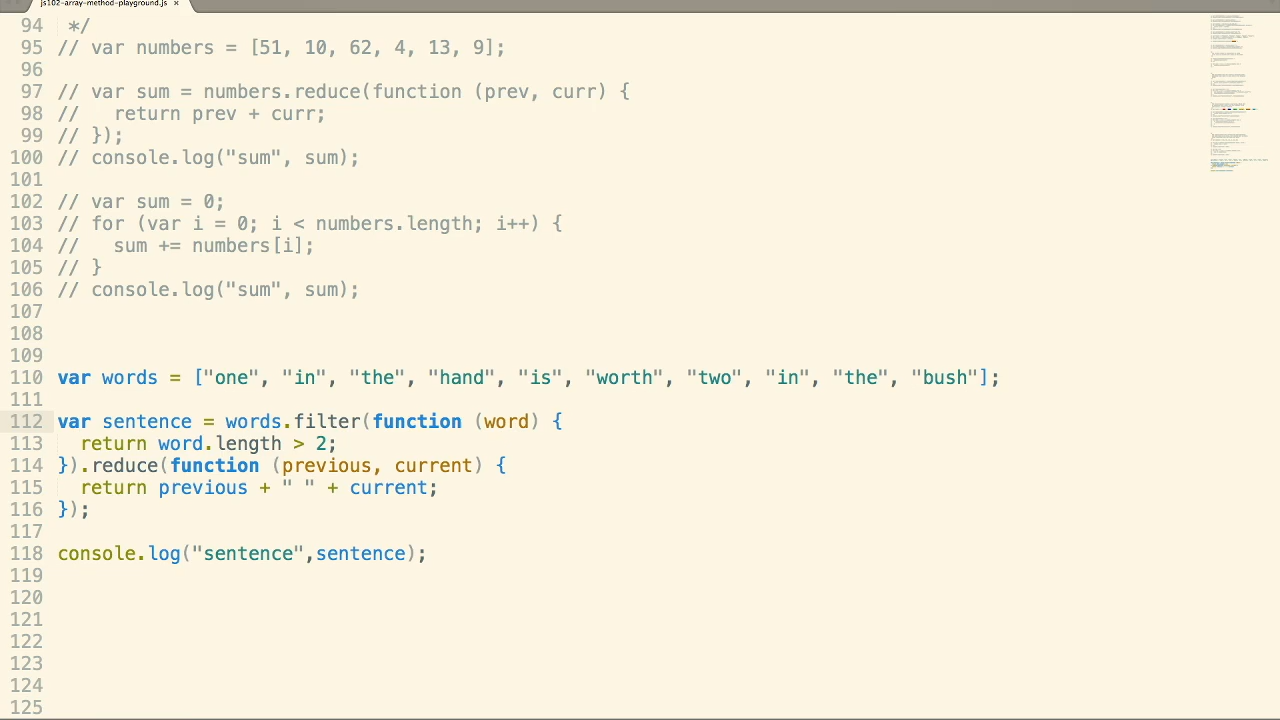 js102-array-method-playground.js ×
94 */
95 // var numbers = [51, 10, 62, 4, 13, 9];
96
97 // var sum = numbers.reduce(function (prev, curr) {
98 //   return prev + curr;
99 // });
100 // console.log("sum", sum);
101
102 // var sum = 0;
103 // for (var i = 0; i < numbers.length; i++) {
104 //   sum += numbers[i];
105 // }
106 // console.log("sum", sum);
107
108
109
110 var words = ["one", "in", "the", "hand", "is", "worth", "two", "in", "the", "bush"];
111
112 var sentence = words.filter(function (word) {
113   return word.length > 2;
114 }).reduce(function (previous, current) {
115   return previous + " " + current;
116 });
117
118 console.log("sentence",sentence);
119
120
121
122
123
124
125